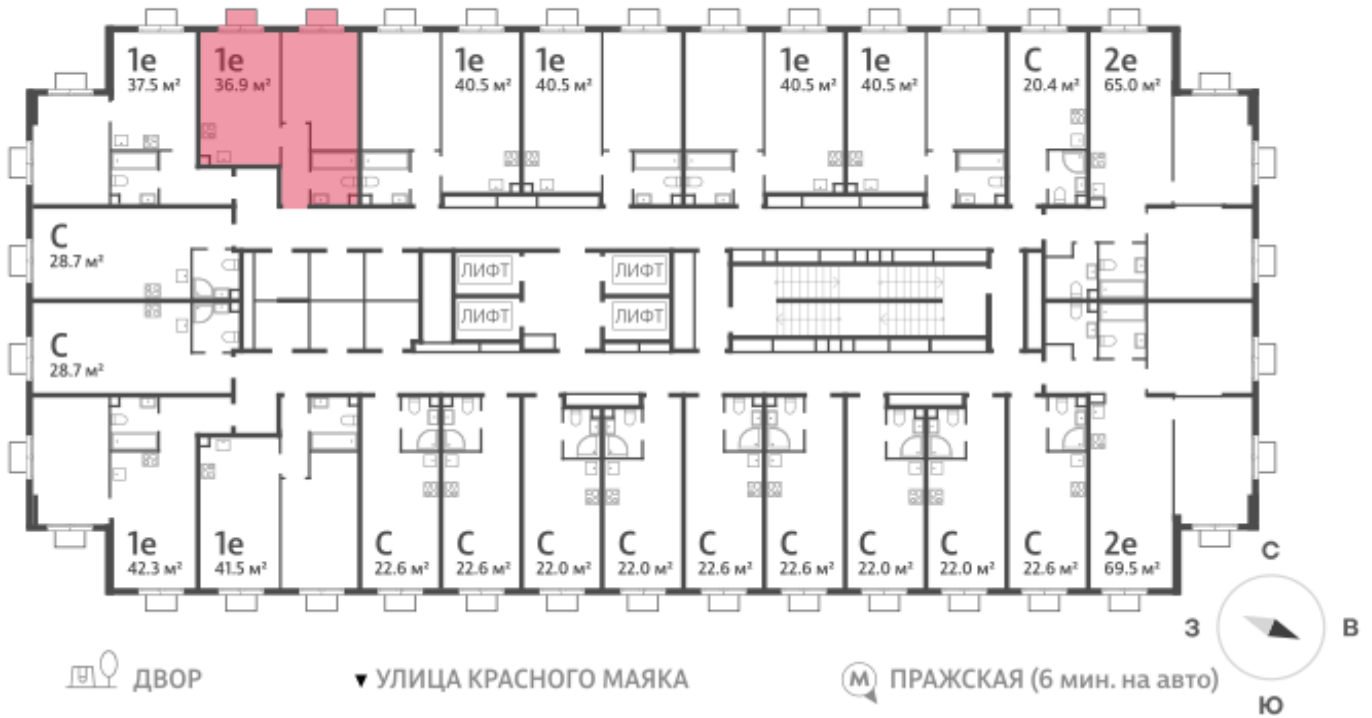 1е
37.5 м²
1е
36.9 м²
1е
40.5 м²
1е
40.5 м²
1е
40.5 м²
1е
40.5 м²
С
20.4 м²
2е
65.0 м²
С
28.7 м²
ЛИФТ
ЛИФТ
ЛИФТ
ЛИФТ
С
28.7 м²
1е
42.3 м²
1е
41.5 м²
С
22.6 м²
С
22.6 м²
С
22.0 м²
С
22.0 м²
С
22.6 м²
С
22.6 м²
С
22.0 м²
С
22.0 м²
С
22.6 м²
2е
69.5 м²
С
З
В
Ю
ДВОР
УЛИЦА КРАСНОГО МАЯКА
М ПРАЖСКАЯ (6 мин. на авто)